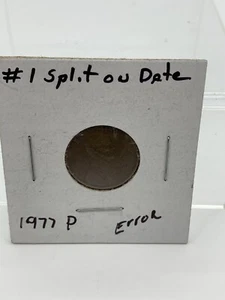 #1 Split on Date
1977 P Error